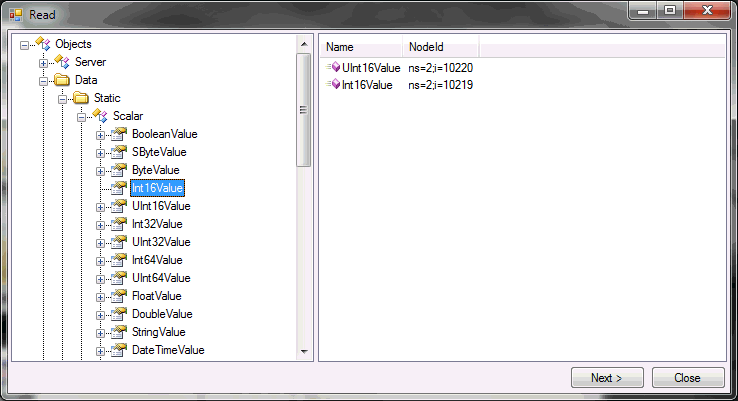 Read
Objects
Server
Data
Static
Scalar
BooleanValue
SByteValue
ByteValue
Int16Value
UInt16Value
Int32Value
UInt32Value
Int64Value
UInt64Value
FloatValue
DoubleValue
StringValue
DateTimeValue
Name NodeId
UInt16Value ns=2;i=10220
Int16Value ns=2;i=10219
Next > Close